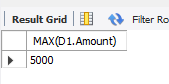 Result Grid Filter Ro
MAX(D1.Amount)
5000